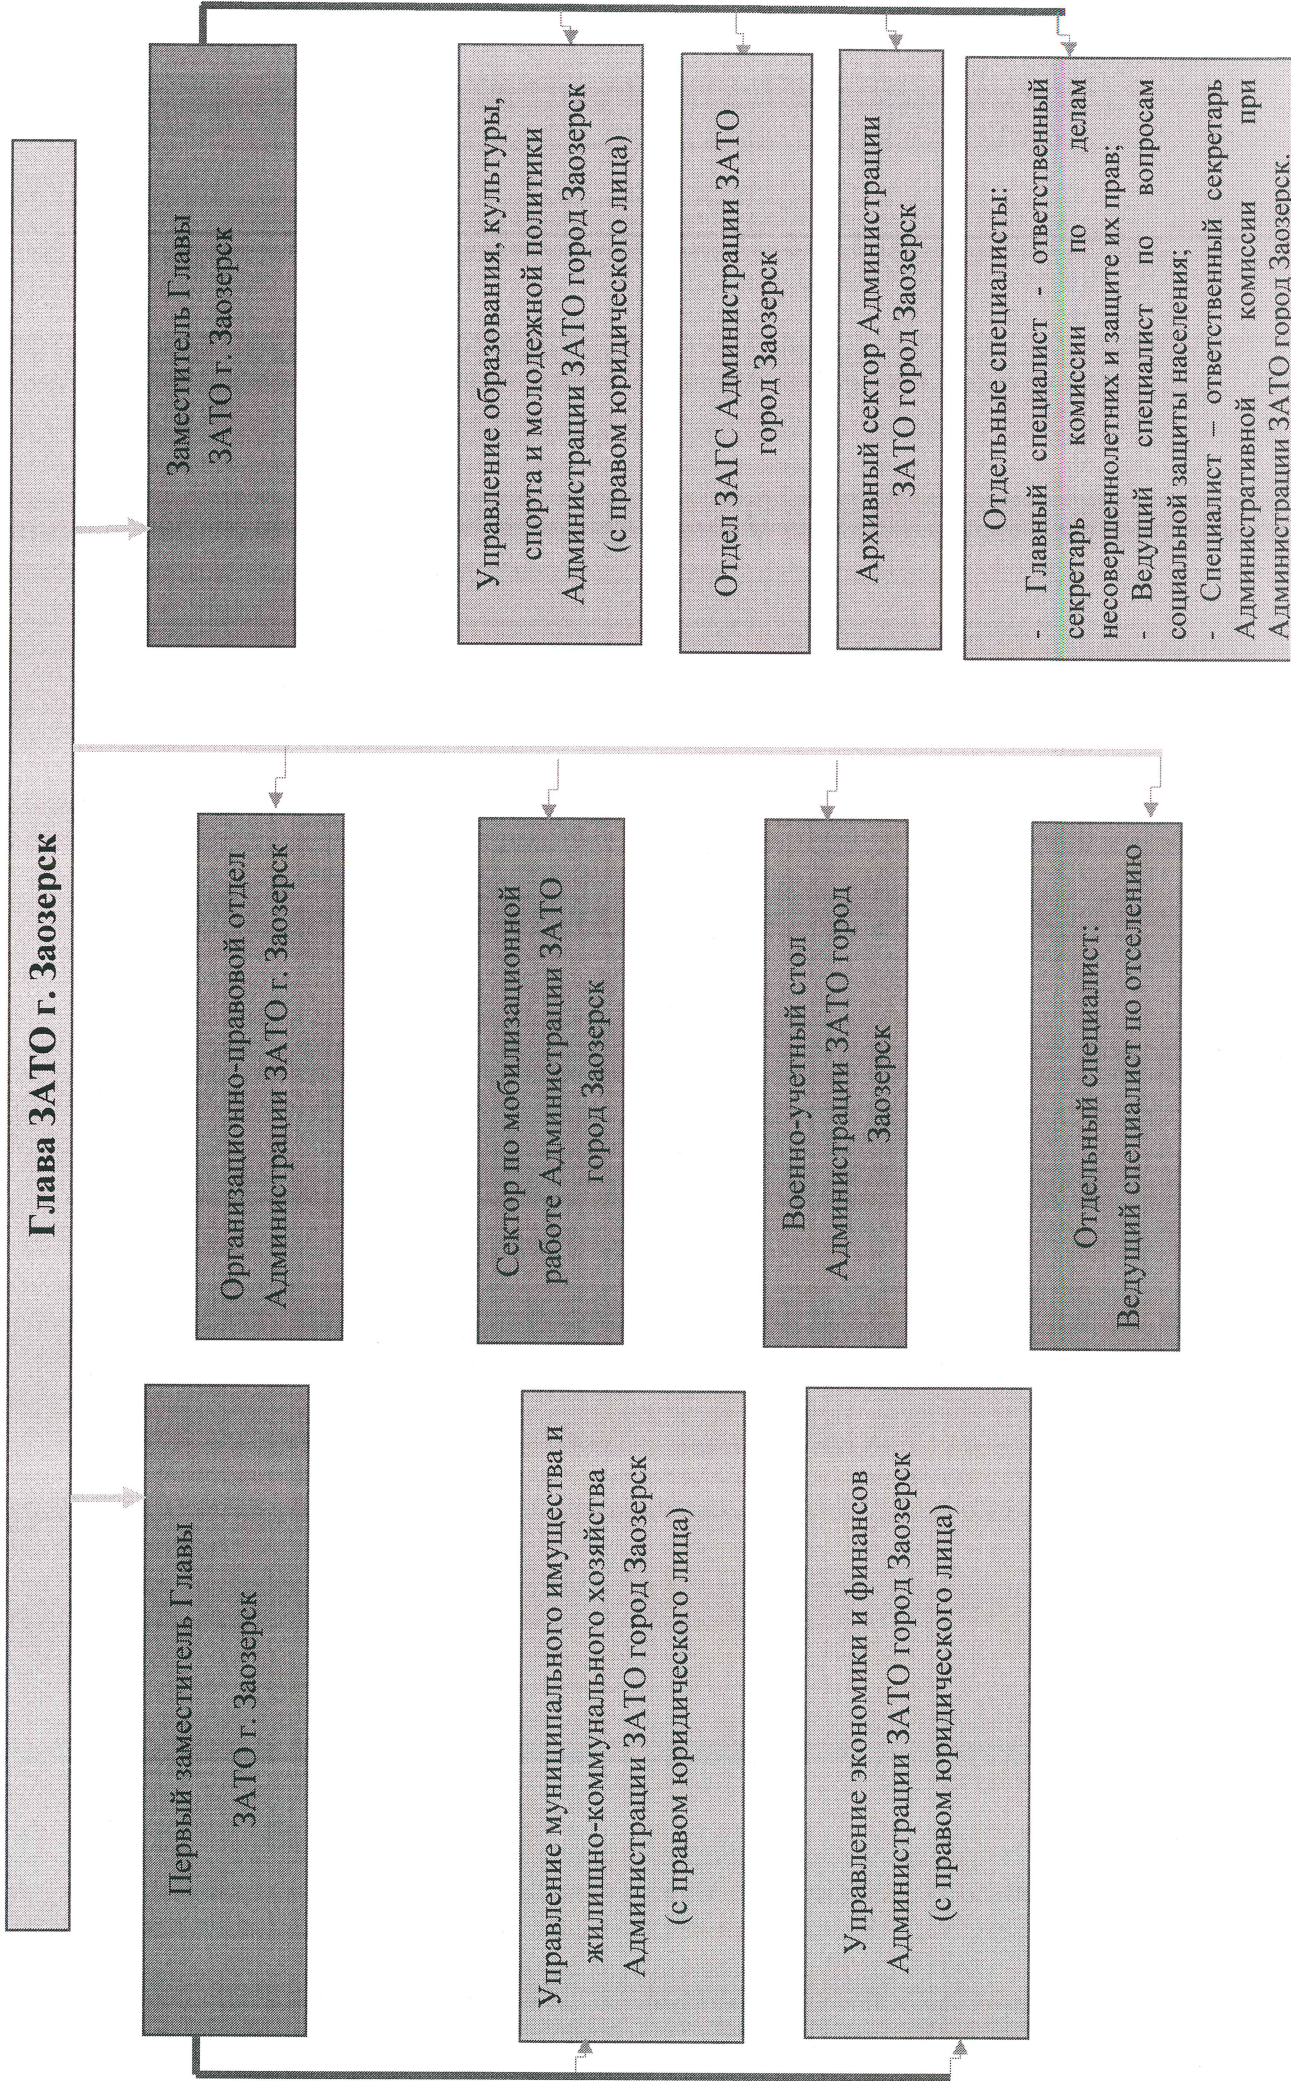 Глава ЗАТО г. Заозерск
Первый заместитель Главы
ЗАТО г. Заозерск
Управление муниципального имущества и
жилищно-коммунального хозяйства
Администрации ЗАТО город Заозерск
(с правом юридического лица)
Управление экономики и финансов
Администрации ЗАТО город Заозерск
(с правом юридического лица)
Организационно-правовой отдел
Администрации ЗАТО г. Заозерск
Сектор по мобилизационной
работе Администрации ЗАТО
город Заозерск
Военно-учетный стол
Администрации ЗАТО город
Заозерск
Отдельный специалист:
Ведущий специалист по отселению
Заместитель Главы
ЗАТО г. Заозерск
Управление образования, культуры,
спорта и молодежной политики
Администрации ЗАТО город Заозерск
(с правом юридического лица)
Отдел ЗАГС Администрации ЗАТО
город Заозерск
Архивный сектор Администрации
ЗАТО город Заозерск
Отдельные специалисты:
- Главный специалист - ответственный
секретарь комиссии по делам
несовершеннолетних и защите их прав;
- Ведущий специалист по вопросам
социальной защиты населения;
- Специалист – ответственный секретарь
Административной комиссии при
Администрации ЗАТО город Заозерск.